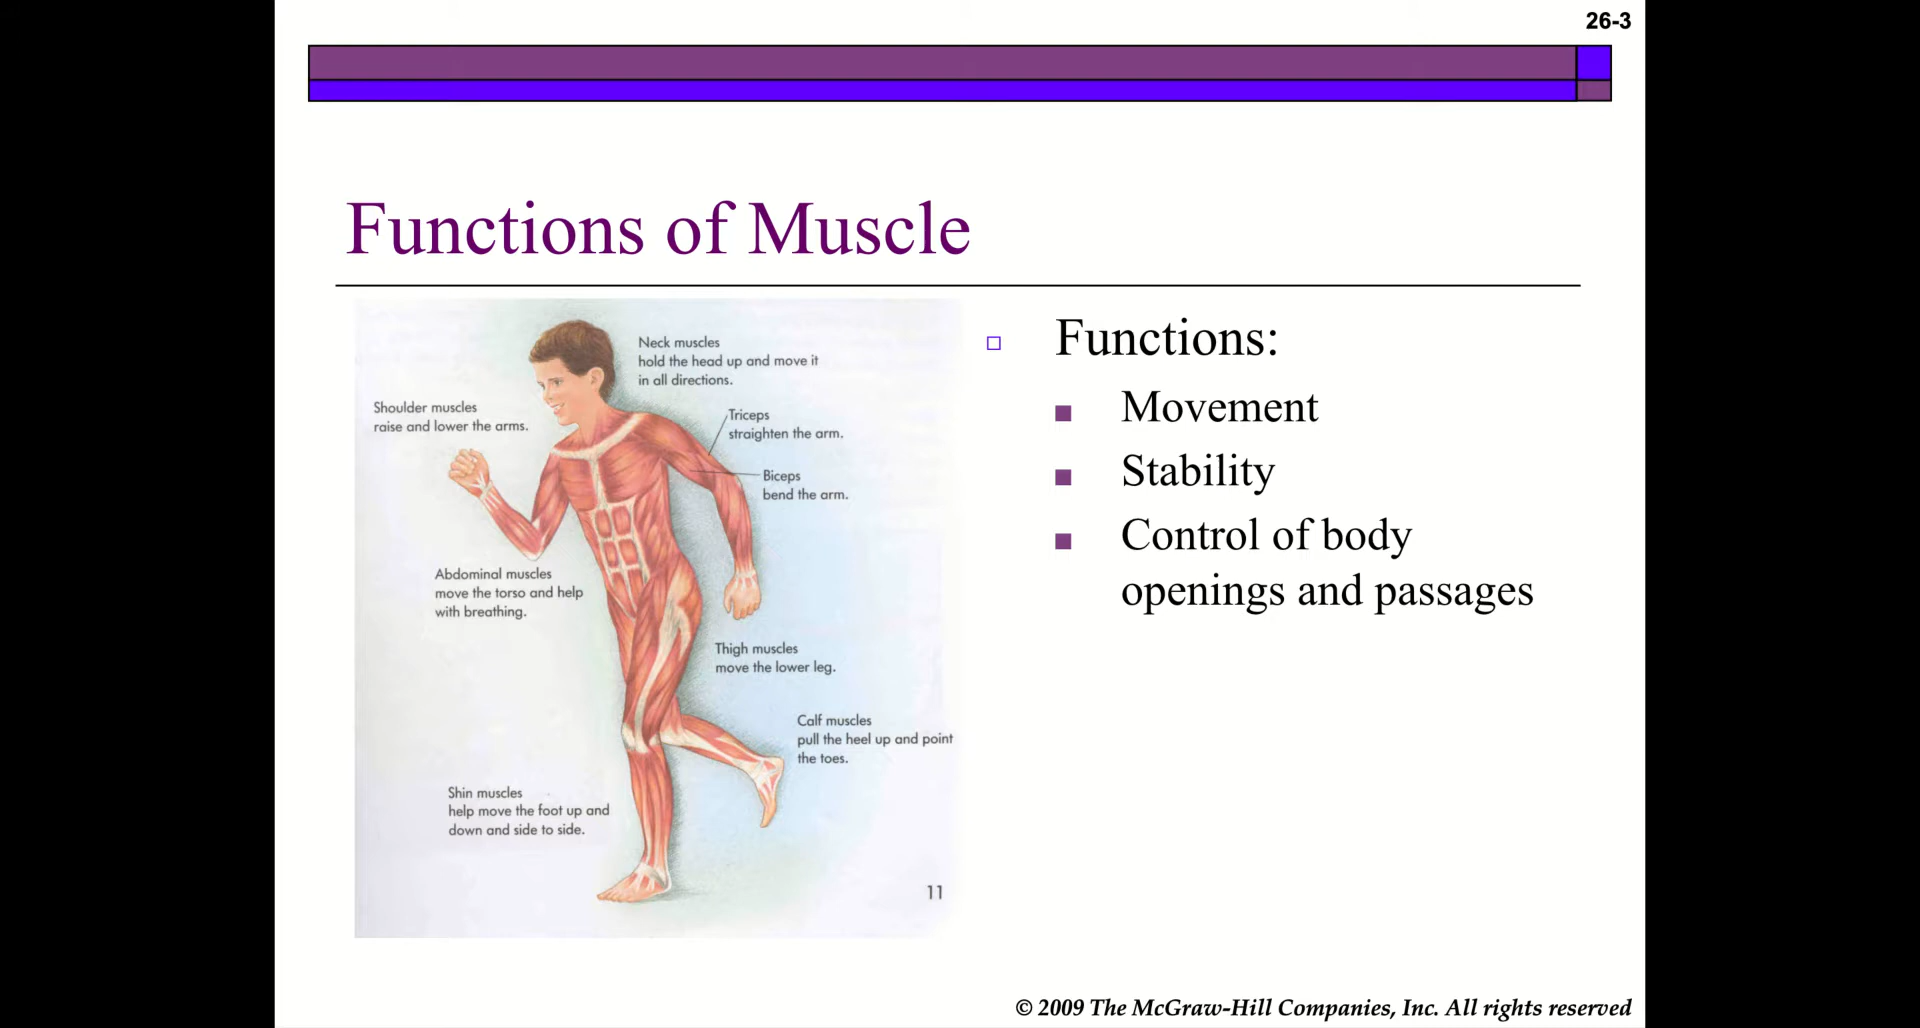 26-3
Functions of Muscle
Neck muscles
hold the head up and move it
in all directions.
Shoulder muscles
raise and lower the arms.
Triceps
straighten the arm.
Biceps
bend the arm.
Abdominal muscles
move the torso and help
with breathing.
Thigh muscles
move the lower leg.
Calf muscles
pull the heel up and point
the toes.
Shin muscles
help move the foot up and
down and side to side.
11
Functions:
Movement
Stability
Control of body
openings and passages
© 2009 The McGraw-Hill Companies, Inc. All rights reserved